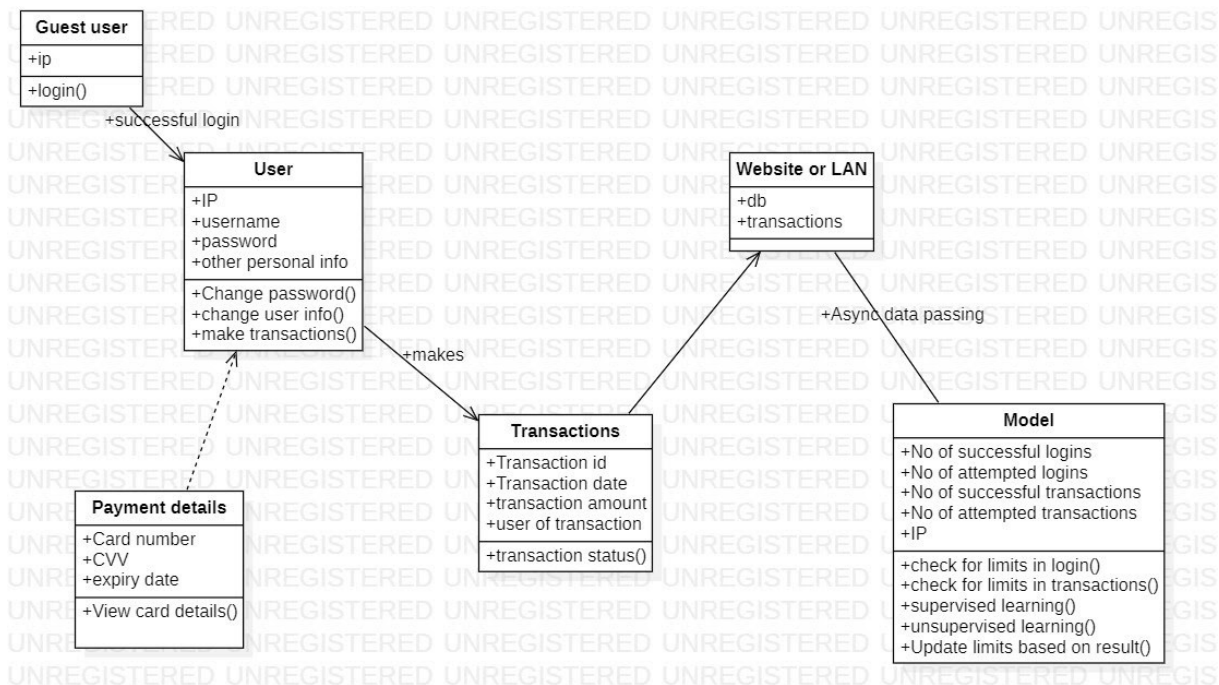 Guest user
+ip
+login()
+successful login
User
+IP
+username
+password
+other personal info
+Change password()
+change user info()
+make transactions()
+makes
Payment details
+Card number
+CVV
+expiry date
+View card details()
Transactions
+Transaction id
+Transaction date
+transaction amount
+user of transaction
+transaction status()
Website or LAN
+db
+transactions
+Async data passing
Model
+No of successful logins
+No of attempted logins
+No of successful transactions
+No of attempted transactions
+IP
+check for limits in login()
+check for limits in transactions()
+supervised learning()
+unsupervised learning()
+Update limits based on result()
UNREGISTERED